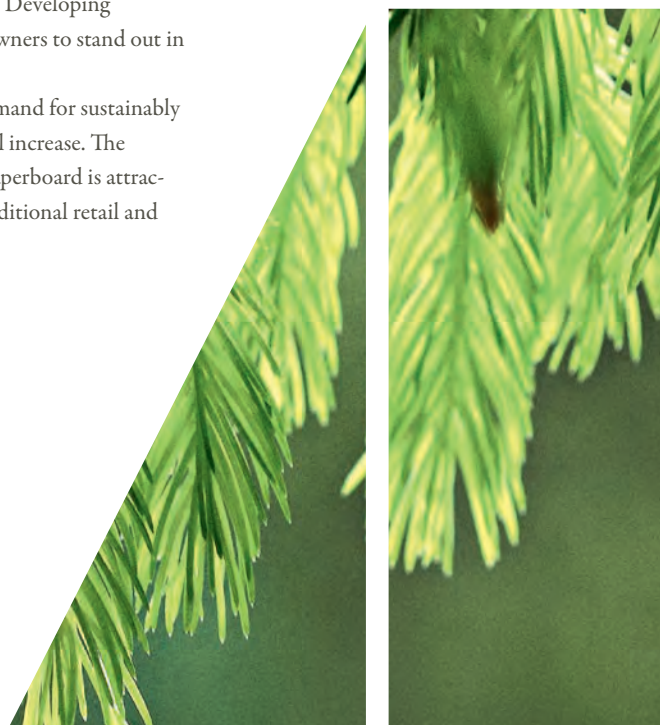 Developing
wners to stand out in
mand for sustainably
l increase. The
perboard is attrac-
ditional retail and